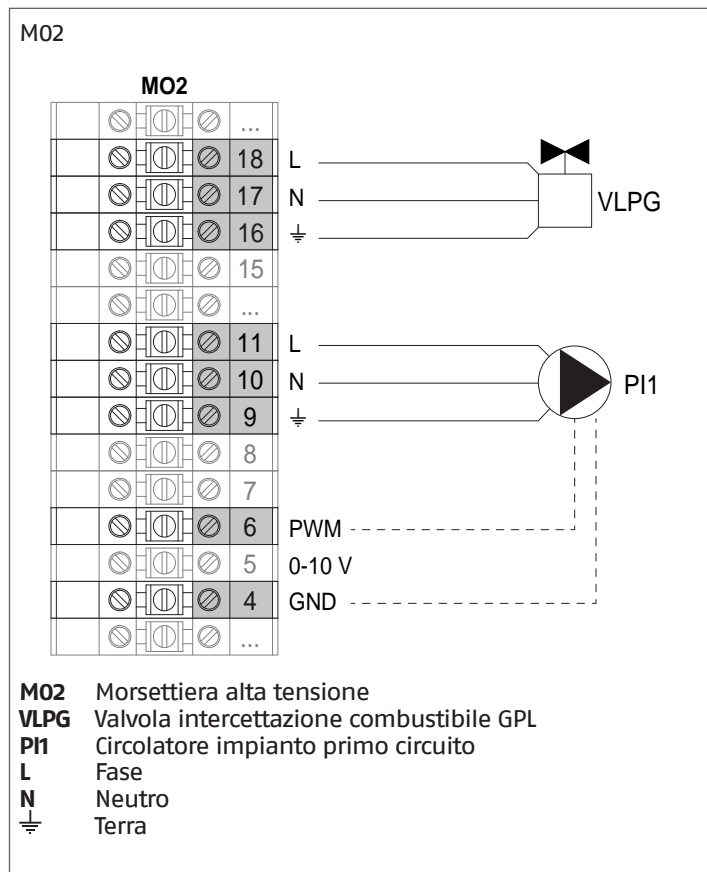 M02
MO2
...
18 L
17 N VLPG
16
15
...
11 L
10 N PI1
9
8
7
6 PWM
5 0-10 V
4 GND
...
M02 Morsettiera alta tensione
VLPG Valvola intercettazione combustibile GPL
PI1 Circolatore impianto primo circuito
L Fase
N Neutro
⏚ Terra